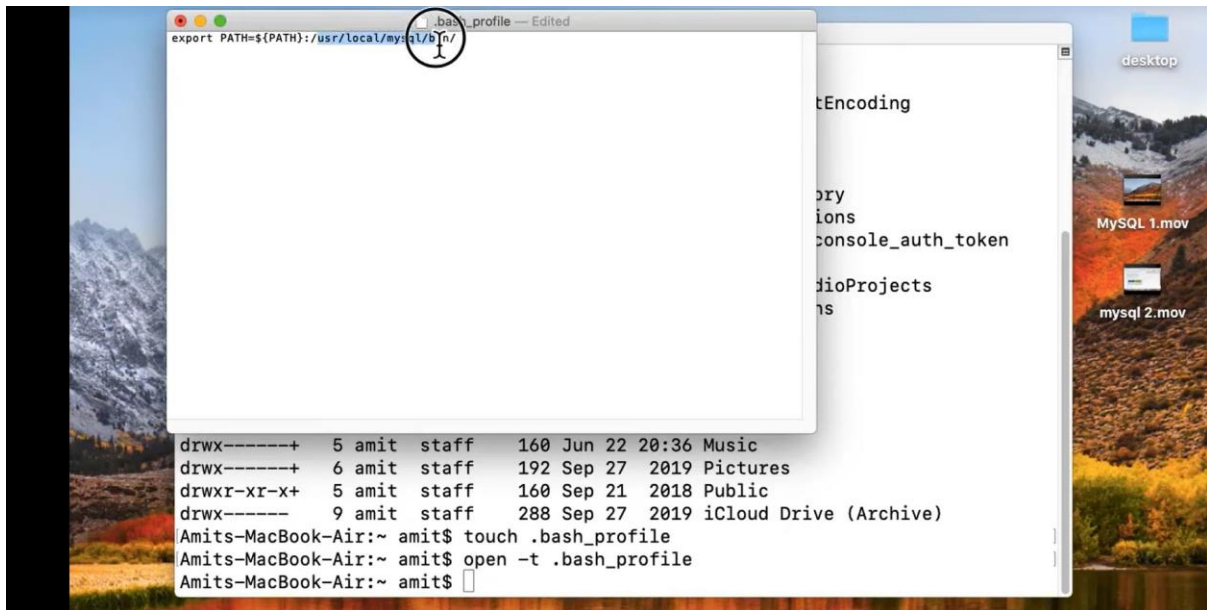 .bash_profile — Edited
export PATH=${PATH}:/usr/local/mysql/bin/
desktop
tEncoding
ory
ions
console_auth_token
MySQL 1.mov
dioProjects
ns
mysql 2.mov
drwx------+ 5 amit staff 160 Jun 22 20:36 Music
drwx------+ 6 amit staff 192 Sep 27 2019 Pictures
drwxr-xr-x+ 5 amit staff 160 Sep 21 2018 Public
drwx------ 9 amit staff 288 Sep 27 2019 iCloud Drive (Archive)
[Amits-MacBook-Air:~ amit$ touch .bash_profile ]
[Amits-MacBook-Air:~ amit$ open -t .bash_profile ]
Amits-MacBook-Air:~ amit$